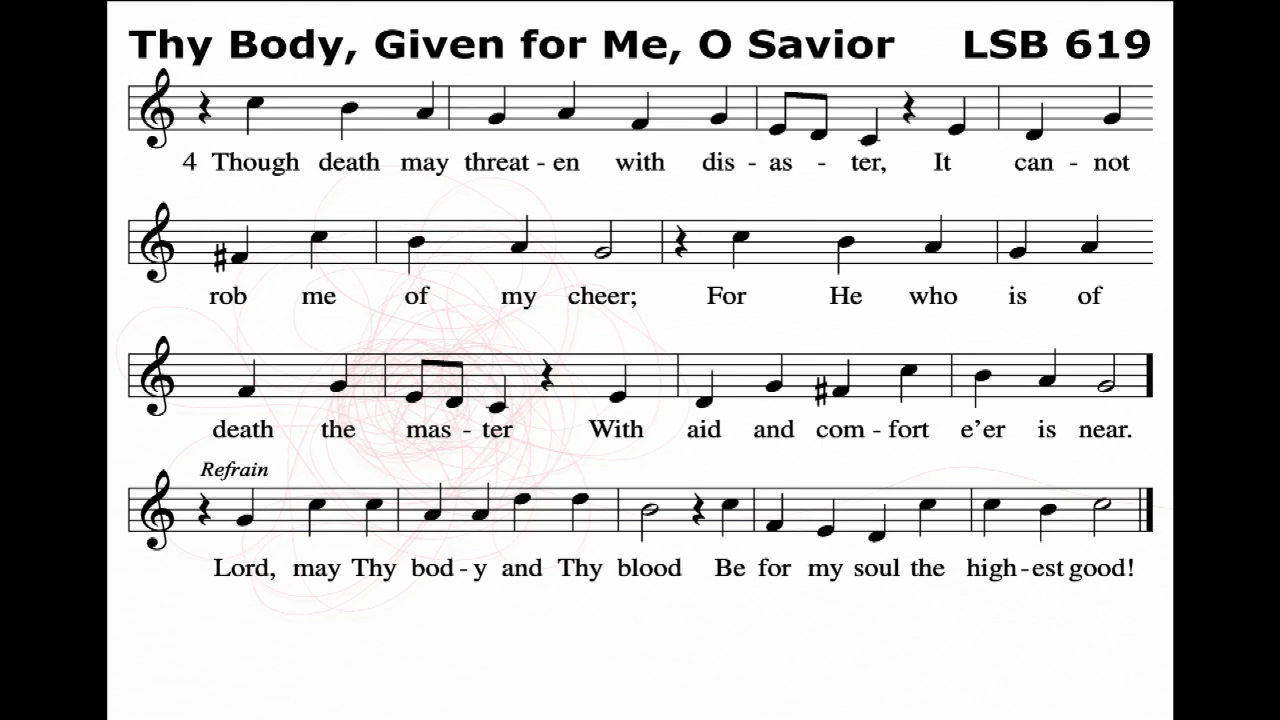 Thy Body, Given for Me, O Savior LSB 619
4 Though death may threat - en with dis - as - ter, It can - not
rob me of my cheer; For He who is of
death the mas - ter With aid and com - fort e'er is near.
Refrain
Lord, may Thy bod - y and Thy blood Be for my soul the high - est good!